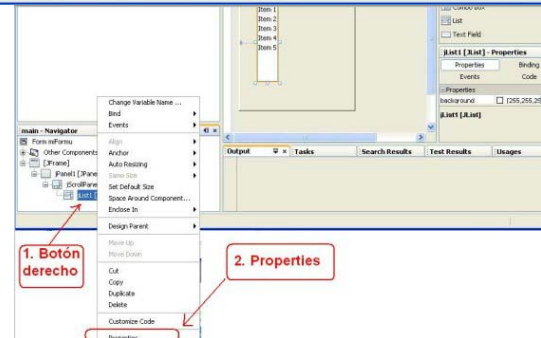 Item 1
Item 2
Item 3
Item 4
Item 5
Combo Box
List
Text Field
jList1 [JList] - Properties
Properties
Binding
Events
Code
Properties
background
[255,255,25
jList1 [JList]
Change Variable Name ...
Bind
Events
Align
Anchor
Auto Resizing
Same Size
Set Default Size
Space Around Component...
Enclose In
Design Parent
Move Up
Move Down
Cut
Copy
Duplicate
Delete
Customize Code
Properties
main - Navigator
Form miFormu
Other Components
[JFrame]
jPanel1 [JPane
jScrollPane
jList1 [
Output
Tasks
Search Results
Test Results
Usages
1. Botón
derecho
2. Properties